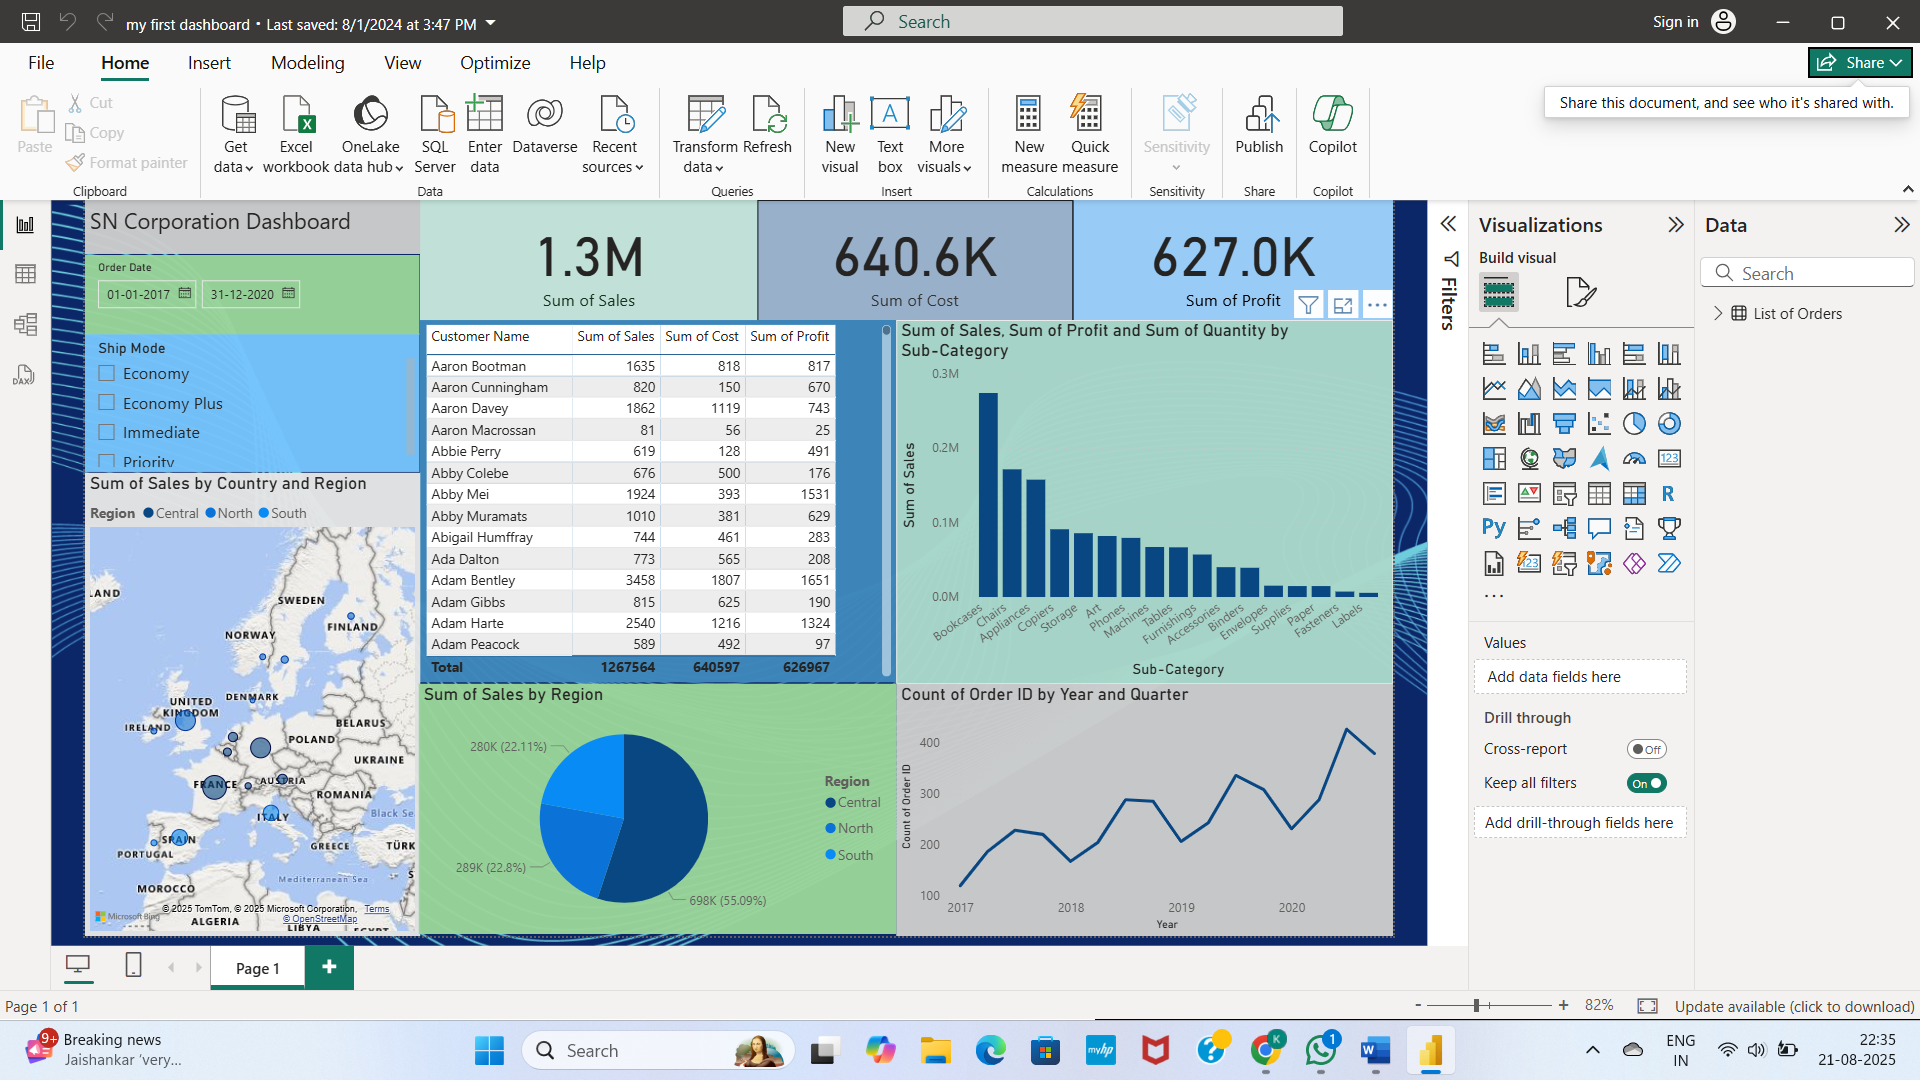 my first dashboard • Last saved: 8/1/2024 at 3:47 PM
Search
Sign in
File
Home
Insert
Modeling
View
Optimize
Help
Share
Share this document, and see who it's shared with.
Paste
Cut
Copy
Format painter
Clipboard
Get data
Excel workbook
OneLake data hub
SQL Server
Enter data
Dataverse
Recent sources
Data
Transform data
Refresh
Queries
New visual
Text box
More visuals
Insert
New measure
Quick measure
Calculations
Sensitivity
Sensitivity
Publish
Share
Copilot
Copilot
SN Corporation Dashboard
Order Date
01-01-2017
31-12-2020
Ship Mode
Economy
Economy Plus
Immediate
Priority
1.3M
Sum of Sales
640.6K
Sum of Cost
627.0K
Sum of Profit
Customer Name Sum of Sales Sum of Cost Sum of Profit
Aaron Bootman 1635 818 817
Aaron Cunningham 820 150 670
Aaron Davey 1862 1119 743
Aaron Macrossan 81 56 25
Abbie Perry 619 128 491
Abby Colebe 676 500 176
Abby Mei 1924 393 1531
Abby Muramats 1010 381 629
Abigail Humffray 744 461 283
Ada Dalton 773 565 208
Adam Bentley 3458 1807 1651
Adam Gibbs 815 625 190
Adam Harte 2540 1216 1324
Adam Peacock 589 492 97
Total 1267564 640597 626967
Sum of Sales, Sum of Profit and Sum of Quantity by
Sub-Category
Sum of Sales
0.3M
0.2M
0.1M
0.0M
Bookcases
Chairs
Appliances
Copiers
Storage
Art
Phones
Machines
Tables
Furnishings
Accessories
Binders
Envelopes
Supplies
Paper
Fasteners
Labels
Sub-Category
Sum of Sales by Country and Region
Region Central North South
LAND
SWEDEN
FINLAND
NORWAY
DENMARK
UNITED
KINGDOM
IRELAND
BELARUS
POLAND
UKRAINE
FRANCE
AUSTRIA
ROMANIA
Black Se
ITALY
SPAIN
PORTUGAL
GREECE
TÜRK
Mediterranean Sea
S
MOROCCO
ALGERIA
LIBYA
EGYPT
Microsoft Bing
© 2025 TomTom, © 2025 Microsoft Corporation, Terms
© OpenStreetMap
Sum of Sales by Region
280K (22.11%)
289K (22.8%)
698K (55.09%)
Region
Central
North
South
Count of Order ID by Year and Quarter
Count of Order ID
400
300
200
100
2017
2018
2019
2020
Year
Filters
Visualizations
Build visual
123
R
Py
123
...
Values
Add data fields here
Drill through
Cross-report
Off
Keep all filters
On
Add drill-through fields here
Data
Search
List of Orders
DAX
Page 1
Page 1 of 1
- + 82%
Update available (click to download)
9+
Breaking news
Jaishankar 'very...
Search
myhp
K
1
ENG
IN
22:35
21-08-2025